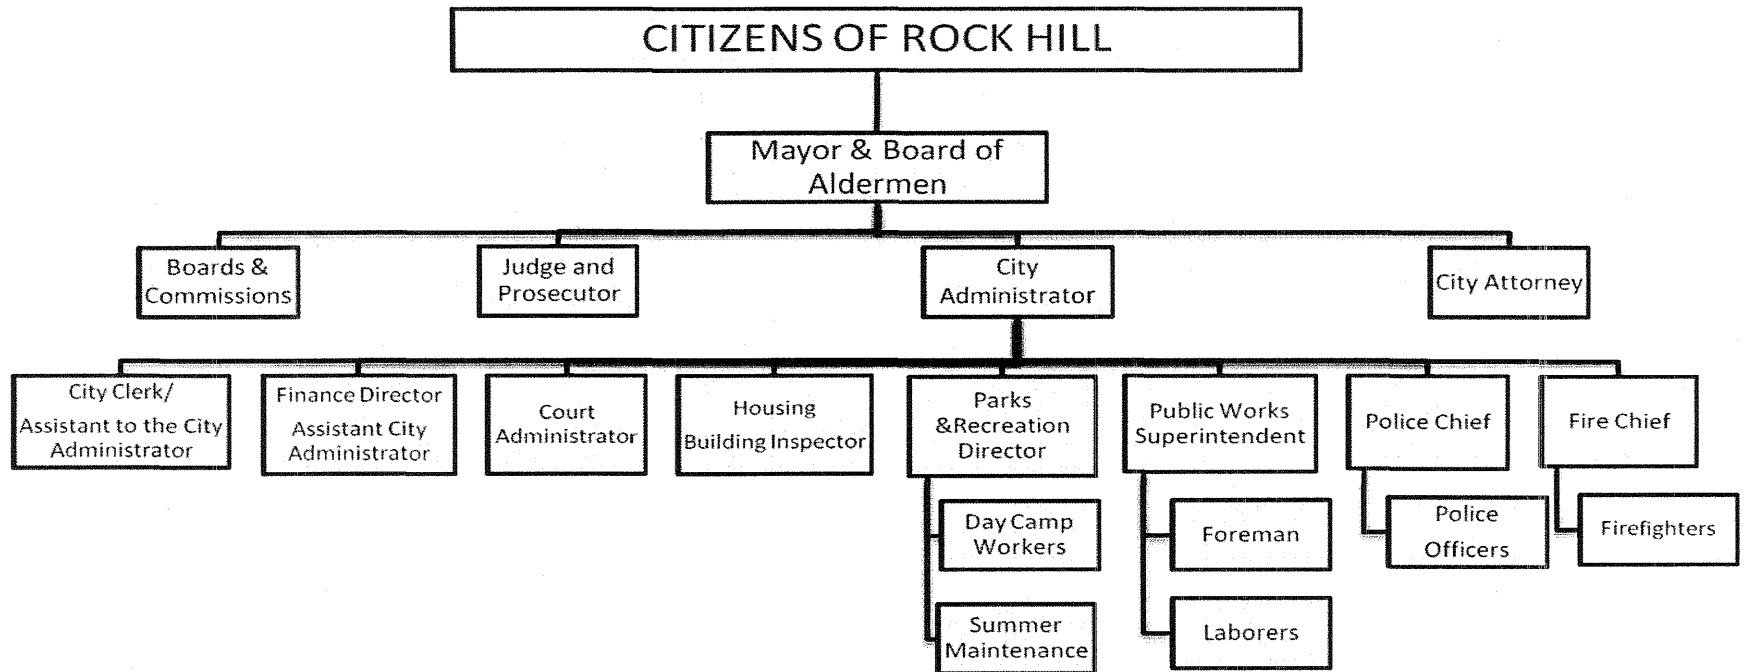 CITIZENS OF ROCK HILL
Mayor & Board of
Aldermen
Boards &
Commissions
Judge and
Prosecutor
City
Administrator
City Attorney
City Clerk/
Assistant to the City
Administrator
Finance Director
Assistant City
Administrator
Court
Administrator
Housing
Building Inspector
Parks
&Recreation
Director
Public Works
Superintendent
Police Chief
Fire Chief
Day Camp
Workers
Foreman
Police
Officers
Firefighters
Summer
Maintenance
Laborers